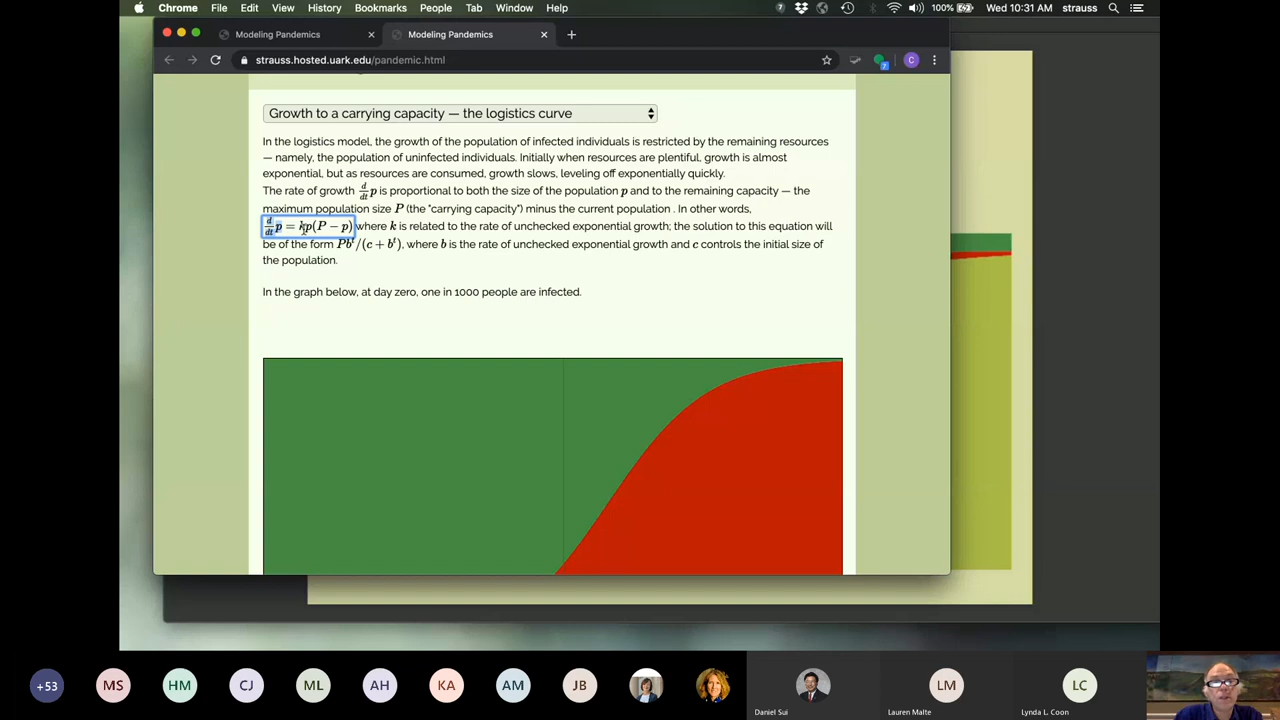 Chrome File Edit View History Bookmarks People Tab Window Help 100% Wed 10:31 AM strauss
Modeling Pandemics × Modeling Pandemics × +
strauss.hosted.uark.edu/pandemic.html C
Growth to a carrying capacity — the logistics curve
In the logistics model, the growth of the population of infected individuals is restricted by the remaining resources
— namely, the population of uninfected individuals. Initially when resources are plentiful, growth is almost
exponential, but as resources are consumed, growth slows, leveling off exponentially quickly.
The rate of growth d/dt p is proportional to both the size of the population p and to the remaining capacity — the
maximum population size P (the "carrying capacity") minus the current population . In other words,
d/dt p = kp(P − p) where k is related to the rate of unchecked exponential growth; the solution to this equation will
be of the form Pb^t/(c + b^t), where b is the rate of unchecked exponential growth and c controls the initial size of
the population.
In the graph below, at day zero, one in 1000 people are infected.
+53 MS HM CJ ML AH KA AM JB LM LC
Daniel Sui Lauren Malte Lynda L. Coon